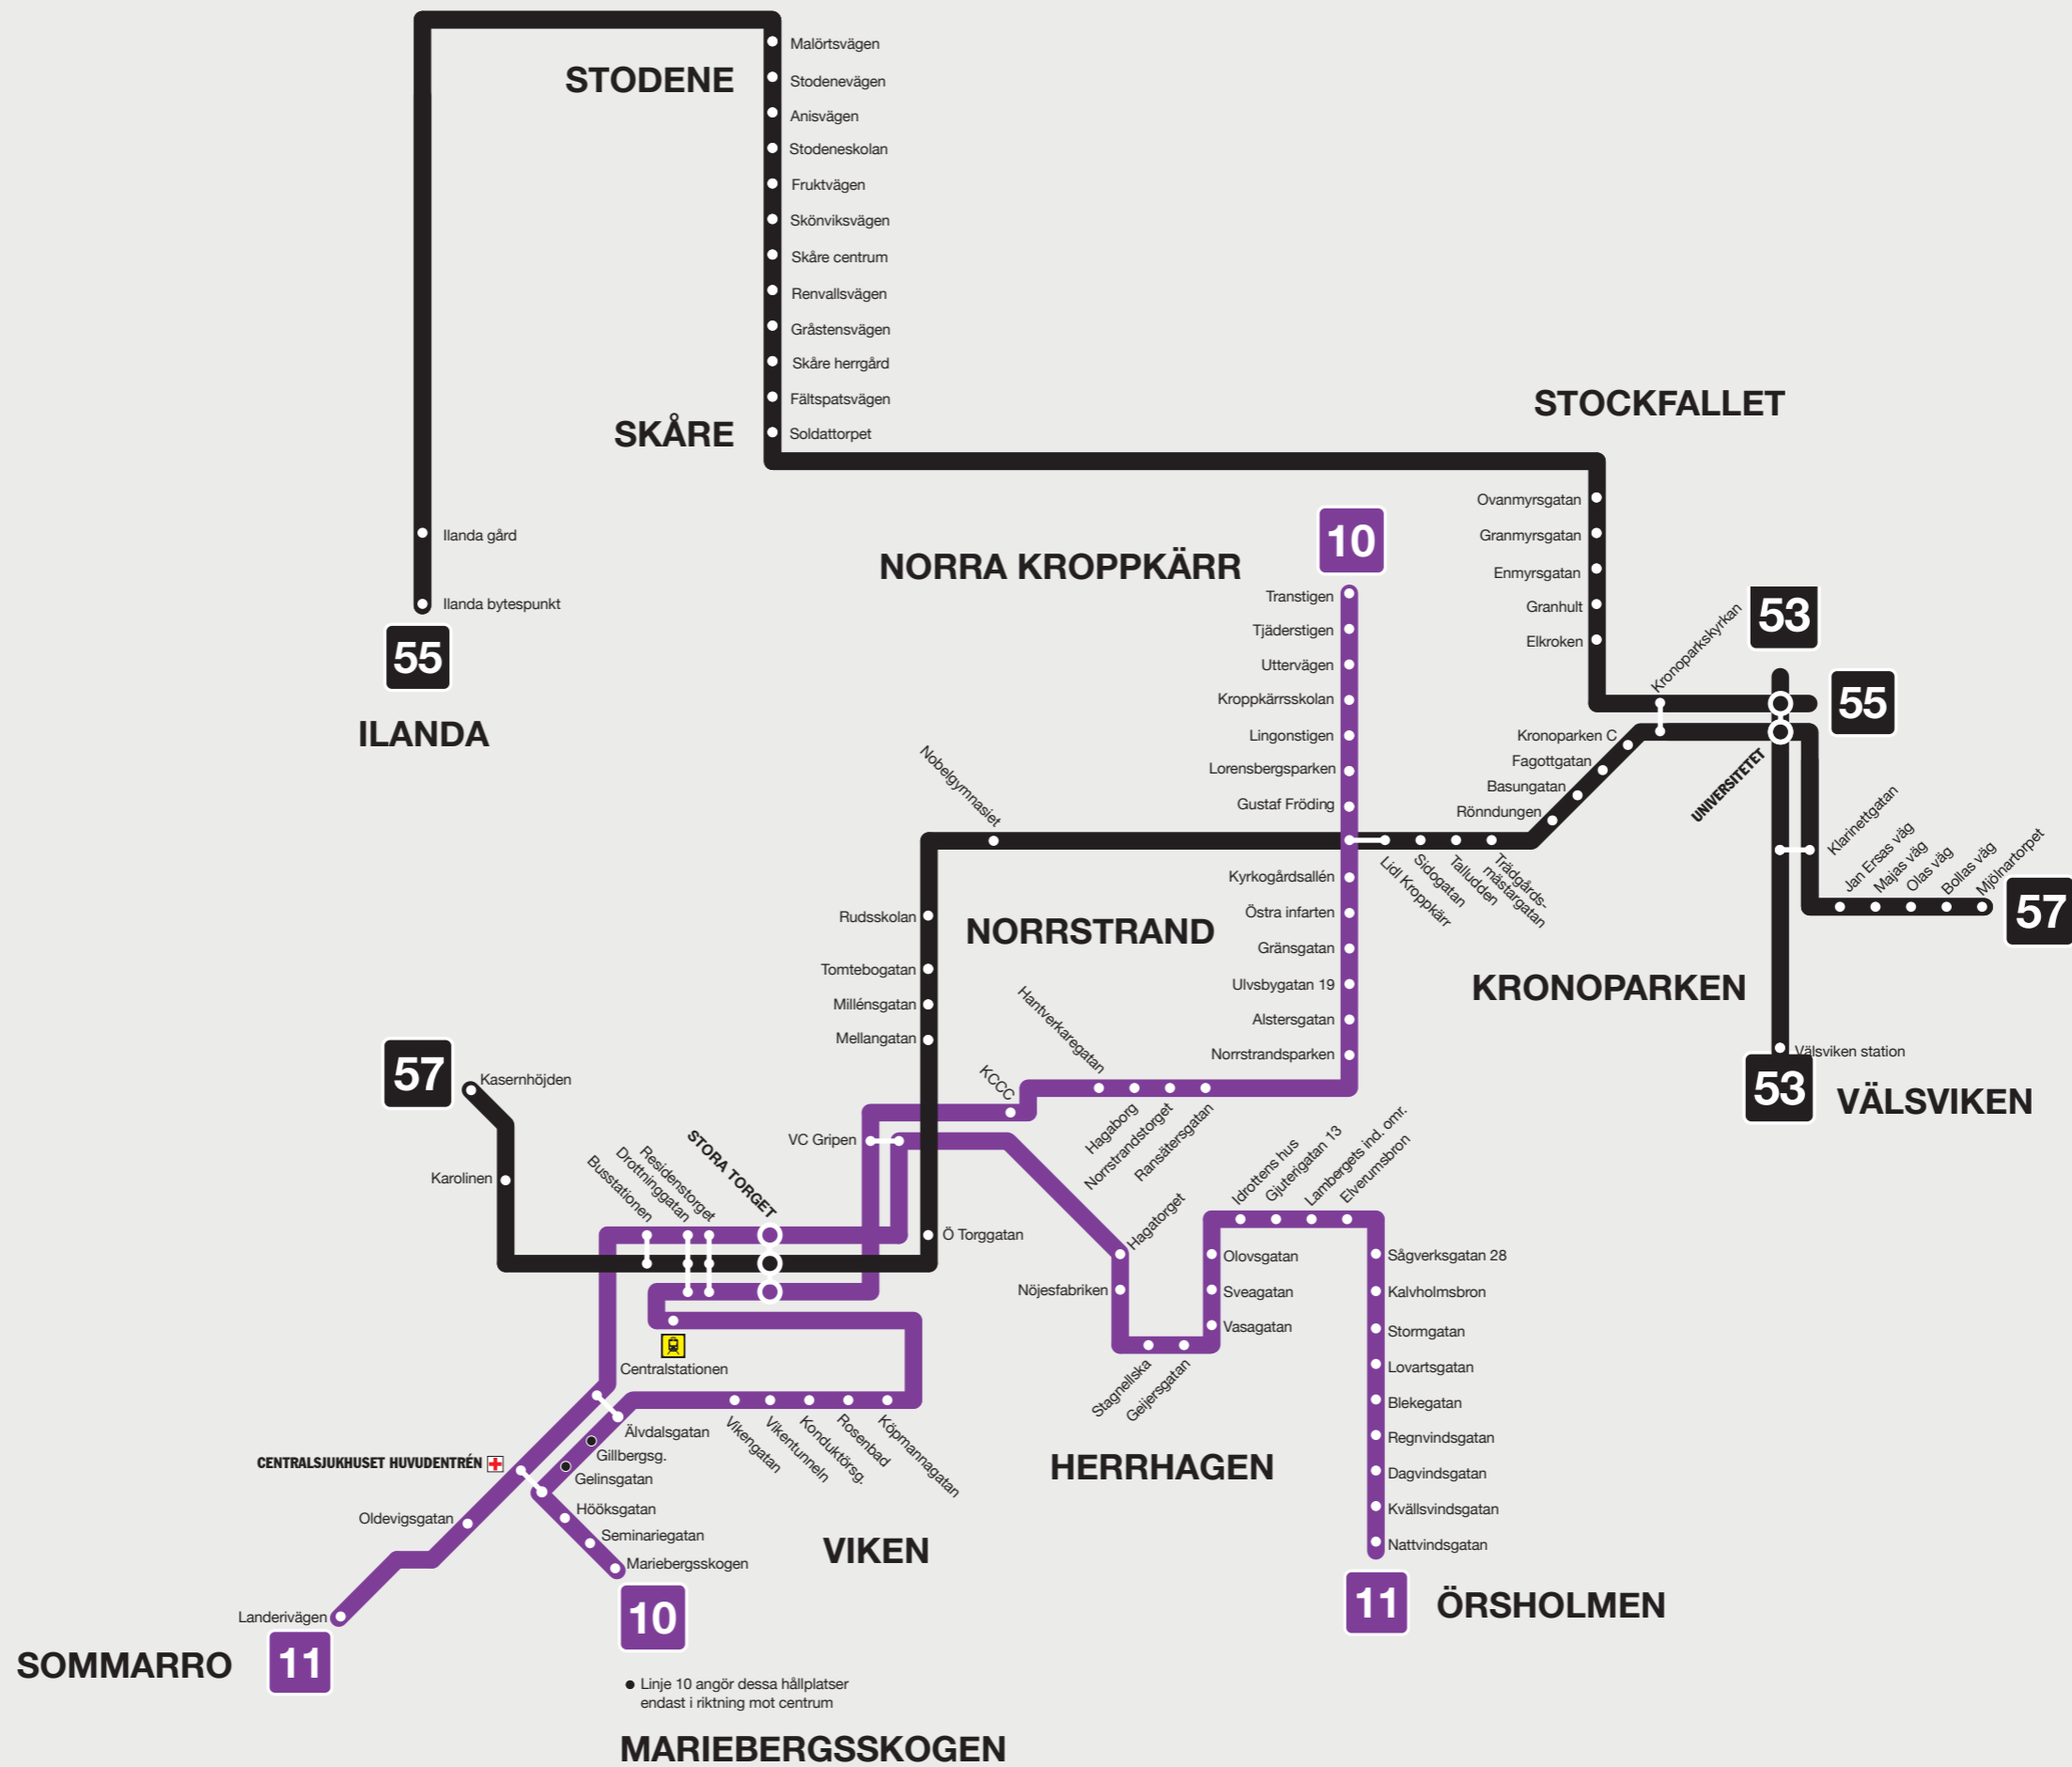 STODENE
Malörtsvägen
Stodenevägen
Anisvägen
Stodeneskolan
Fruktvägen
Skönviksvägen
Skåre centrum
Renvallsvägen
Gråstensvägen
Skåre herrgård
Fältspatsvägen
SKÅRE
Soldattorpet
STOCKFALLET
Ovanmyrsgatan
Granmyrsgatan
Enmyrsgatan
Granhult
Elkroken
Ilanda gård
Ilanda bytespunkt
55
ILANDA
NORRA KROPPKÄRR
10
Transtigen
Tjäderstigen
Uttervägen
Kroppkärrsskolan
Lingonstigen
Lorensbergsparken
Gustaf Fröding
Kronoparkskyrkan
53
55
Kronoparken C
Fagottgatan
Basungatan
Rönndungen
UNIVERSITETET
Nobelgymnasiet
Lidl Kroppkärr
Sidogatan
Talludden
Trädgårds-
mästargatan
Klarinettgatan
Jan Ersas väg
Majas väg
Olas väg
Bollas väg
Mjölnartorpet
57
Kyrkogårdsallén
Östra infarten
Gränsgatan
Ulvsbygatan 19
Alstersgatan
Norrstrandsparken
NORRSTRAND
Rudsskolan
Tomtebogatan
Millénsgatan
Mellangatan
KRONOPARKEN
Välsviken station
53
VÄLSVIKEN
57
Kasernhöjden
Karolinen
Hantverkaregatan
KCCC
Hagaborg
Norrstrandstorget
Ransätersgatan
VC Gripen
Busstationen
Drottninggatan
Residenstorget
STORA TORGET
Ö Torggatan
Hagatorget
Nöjesfabriken
Idrottens hus
Gjuterigatan 13
Lambergets ind. omr.
Elverumsbron
Olovsgatan
Sveagatan
Vasagatan
Stagnellska
Geijersgatan
HERRHAGEN
Sågverksgatan 28
Kalvholmsbron
Stormgatan
Lovartsgatan
Blekegatan
Regnvindsgatan
Dagvindsgatan
Kvällsvindsgatan
Nattvindsgatan
11
ÖRSHOLMEN
Centralstationen
Älvdalsgatan
Gillbergsg.
Gelinsgatan
Vikengatan
Vikentunneln
Konduktörsg.
Rosenbad
Köpmannagatan
CENTRALSJUKHUSET HUVUDENTRÉN
Oldevigsgatan
Hööksgatan
Seminariegatan
Mariebergsskogen
VIKEN
10
Landerivägen
SOMMARRO
11
Linje 10 angör dessa hållplatser
endast i riktning mot centrum
MARIEBERGSSKOGEN